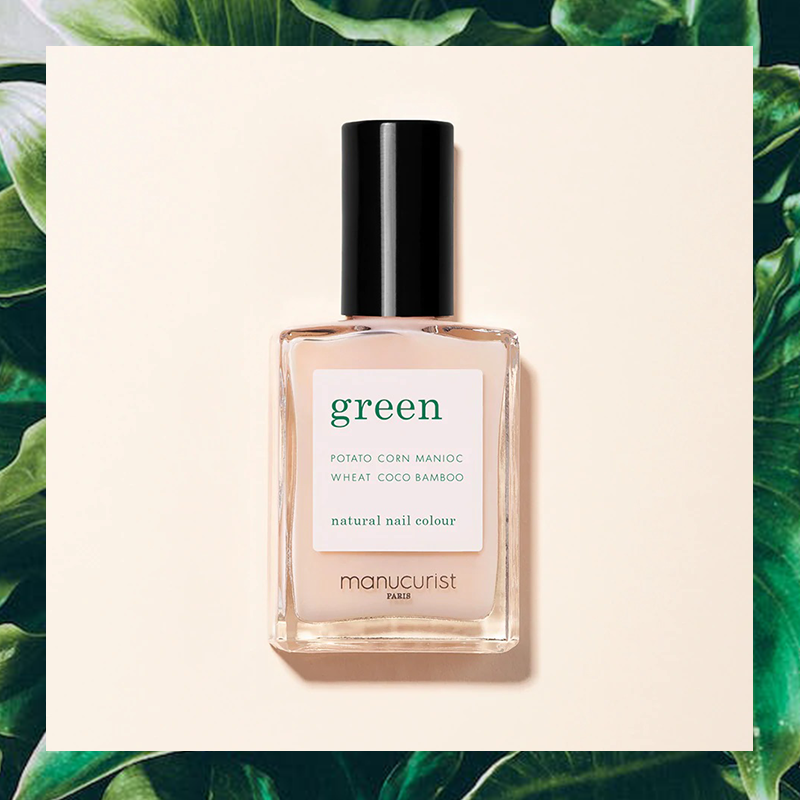 green
POTATO CORN MANIOC
WHEAT COCO BAMBOO
natural nail colour
manucurist
PARIS